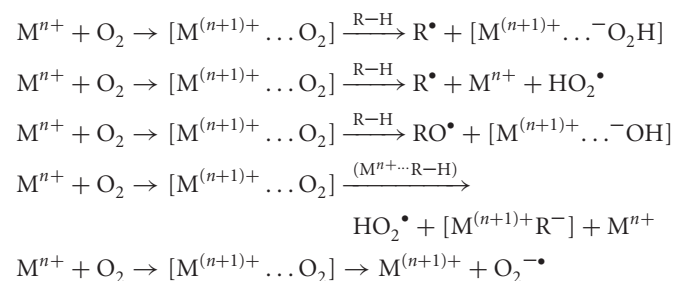 Mⁿ⁺ + O₂ → [M⁽ⁿ⁺¹⁾⁺ … O₂] —R−H→ R• + [M⁽ⁿ⁺¹⁾⁺ … ⁻O₂H]
Mⁿ⁺ + O₂ → [M⁽ⁿ⁺¹⁾⁺ … O₂] —R−H→ R• + Mⁿ⁺ + HO₂•
Mⁿ⁺ + O₂ → [M⁽ⁿ⁺¹⁾⁺ … O₂] —R−H→ RO• + [M⁽ⁿ⁺¹⁾⁺ … ⁻OH]
Mⁿ⁺ + O₂ → [M⁽ⁿ⁺¹⁾⁺ … O₂] —(Mⁿ⁺⋯R−H)→
HO₂• + [M⁽ⁿ⁺¹⁾⁺R⁻] + Mⁿ⁺
Mⁿ⁺ + O₂ → [M⁽ⁿ⁺¹⁾⁺ … O₂] → M⁽ⁿ⁺¹⁾⁺ + O₂⁻•